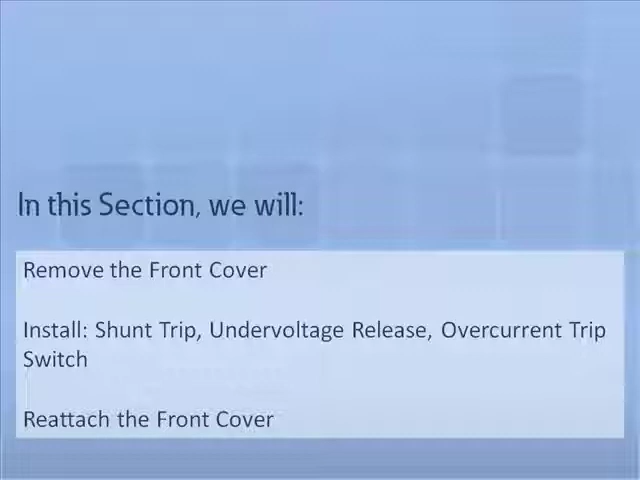 In this Section, we will:
Remove the Front Cover
Install: Shunt Trip, Undervoltage Release, Overcurrent Trip
Switch
Reattach the Front Cover